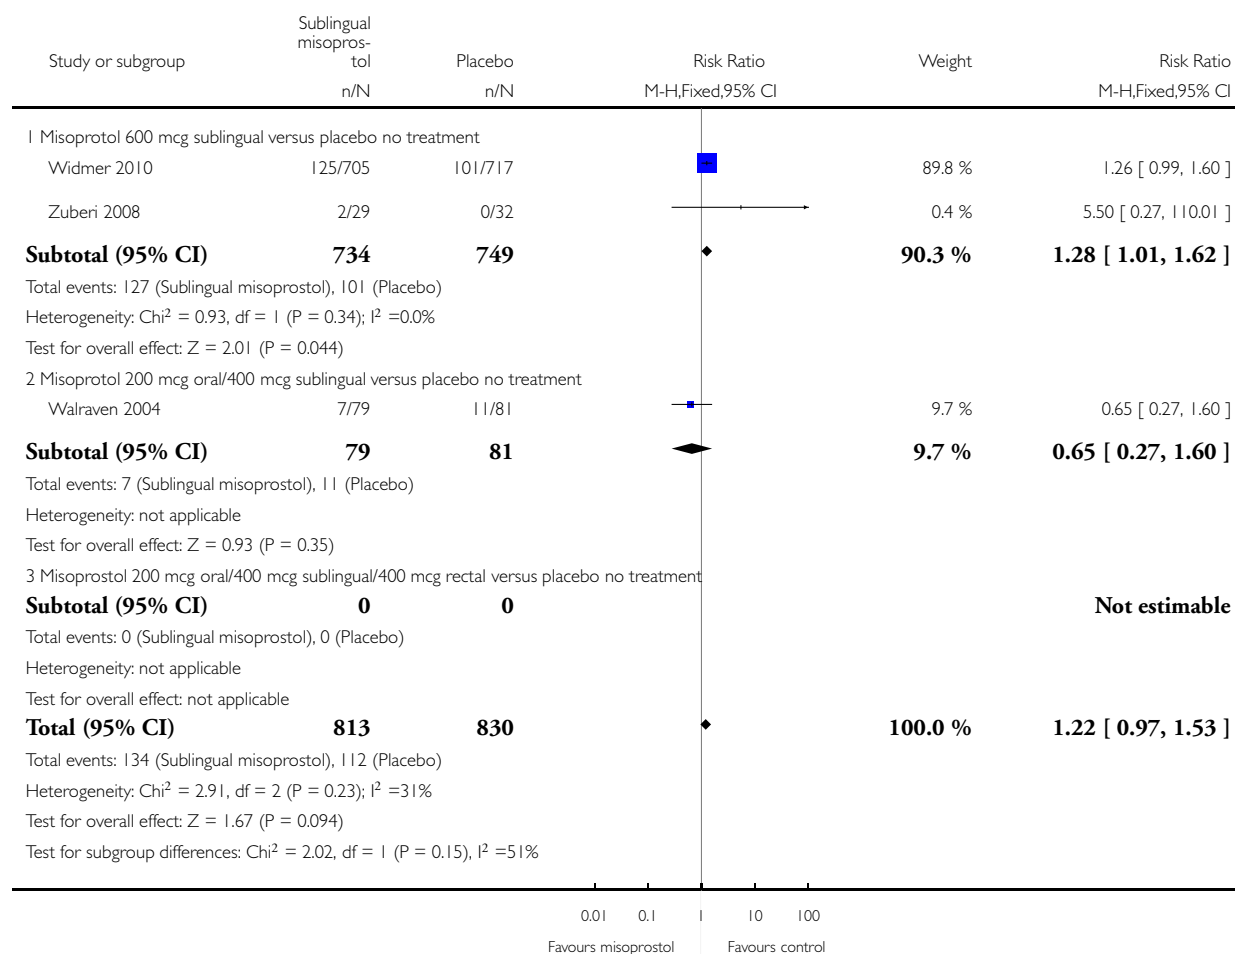 Study or subgroup Sublingual misopros- tol Placebo Risk Ratio Weight Risk Ratio
n/N n/N M-H,Fixed,95% CI M-H,Fixed,95% CI
1 Misoprotol 600 mcg sublingual versus placebo no treatment
Widmer 2010 125/705 101/717 89.8 % 1.26 [ 0.99, 1.60 ]
Zuberi 2008 2/29 0/32 0.4 % 5.50 [ 0.27, 110.01 ]
Subtotal (95% CI) 734 749 90.3 % 1.28 [ 1.01, 1.62 ]
Total events: 127 (Sublingual misoprostol), 101 (Placebo)
Heterogeneity: Chi² = 0.93, df = 1 (P = 0.34); I² =0.0%
Test for overall effect: Z = 2.01 (P = 0.044)
2 Misoprotol 200 mcg oral/400 mcg sublingual versus placebo no treatment
Walraven 2004 7/79 11/81 9.7 % 0.65 [ 0.27, 1.60 ]
Subtotal (95% CI) 79 81 9.7 % 0.65 [ 0.27, 1.60 ]
Total events: 7 (Sublingual misoprostol), 11 (Placebo)
Heterogeneity: not applicable
Test for overall effect: Z = 0.93 (P = 0.35)
3 Misoprostol 200 mcg oral/400 mcg sublingual/400 mcg rectal versus placebo no treatment
Subtotal (95% CI) 0 0 Not estimable
Total events: 0 (Sublingual misoprostol), 0 (Placebo)
Heterogeneity: not applicable
Test for overall effect: not applicable
Total (95% CI) 813 830 100.0 % 1.22 [ 0.97, 1.53 ]
Total events: 134 (Sublingual misoprostol), 112 (Placebo)
Heterogeneity: Chi² = 2.91, df = 2 (P = 0.23); I² =31%
Test for overall effect: Z = 1.67 (P = 0.094)
Test for subgroup differences: Chi² = 2.02, df = 1 (P = 0.15), I² =51%
0.01 0.1 1 10 100
Favours misoprostol Favours control